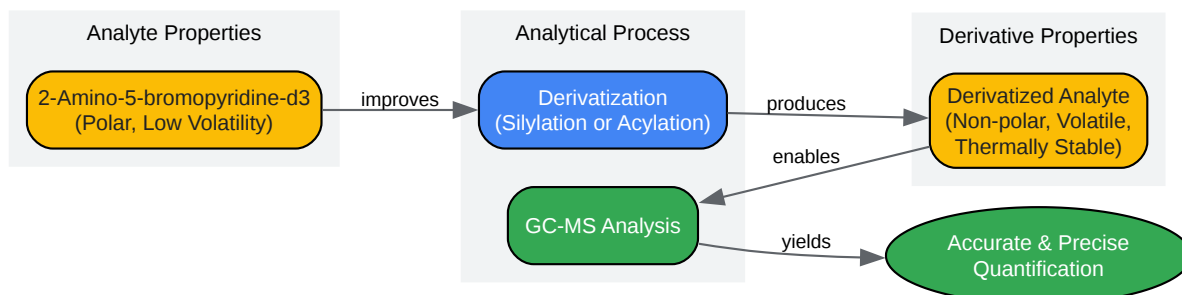 Analyte Properties
2-Amino-5-bromopyridine-d3
(Polar, Low Volatility)
improves
Analytical Process
Derivatization
(Silylation or Acylation)
produces
Derivative Properties
Derivatized Analyte
(Non-polar, Volatile,
Thermally Stable)
enables
GC-MS Analysis
yields
Accurate & Precise
Quantification